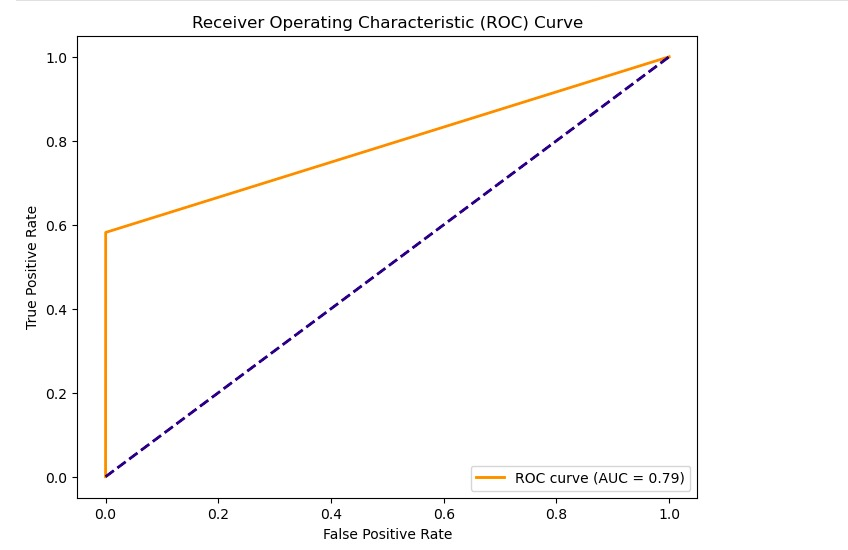 Receiver Operating Characteristic (ROC) Curve
1.0
0.8
0.6
0.4
0.2
0.0
True Positive Rate
ROC curve (AUC = 0.79)
0.0 0.2 0.4 0.6 0.8 1.0
False Positive Rate